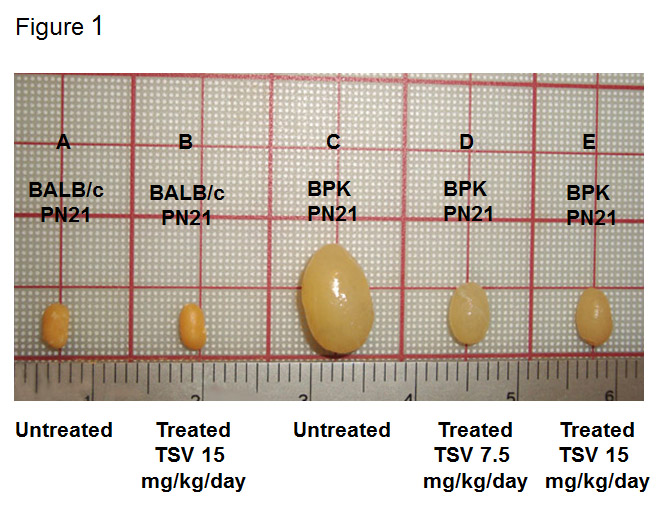 Figure 1
A B C D E
BALB/c BALB/c BPK BPK BPK
PN21 PN21 PN21 PN21 PN21
1 2 3 4 5 6
Untreated Treated Untreated Treated Treated
TSV 15 TSV 7.5 TSV 15
mg/kg/day mg/kg/day mg/kg/day